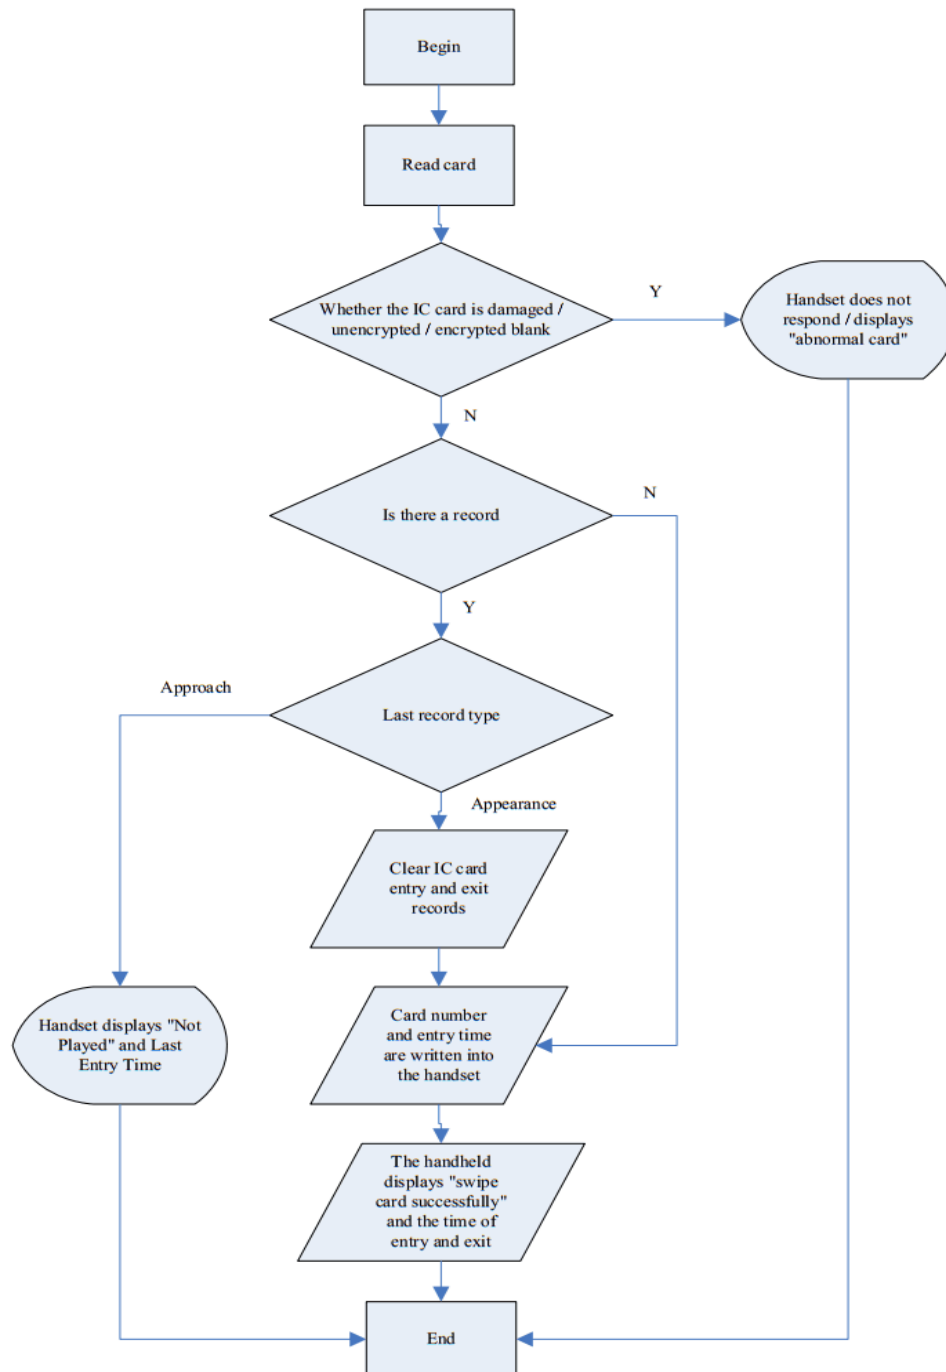 Begin
Read card
Whether the IC card is damaged /
unencrypted / encrypted blank
Y
Handset does not
respond / displays
"abnormal card"
N
Is there a record
N
Y
Approach
Last record type
Appearance
Clear IC card
entry and exit
records
Handset displays "Not
Played" and Last
Entry Time
Card number
and entry time
are written into
the handset
The handheld
displays "swipe
card successfully"
and the time of
entry and exit
End